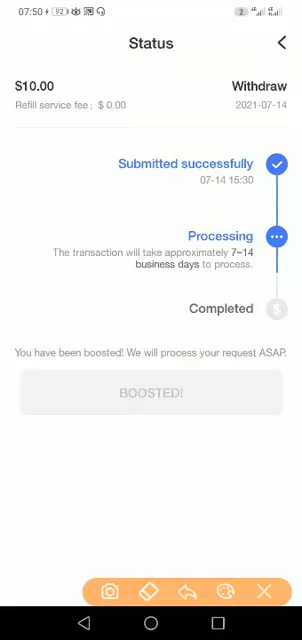 07:50 92 2
Status
$10.00 Withdraw
Refill service fee: $ 0.00 2021-07-14
Submitted successfully
07-14 15:30
Processing
The transaction will take approximately 7~14
business days to process.
Completed
You have been boosted! We will process your request ASAP.
BOOSTED!